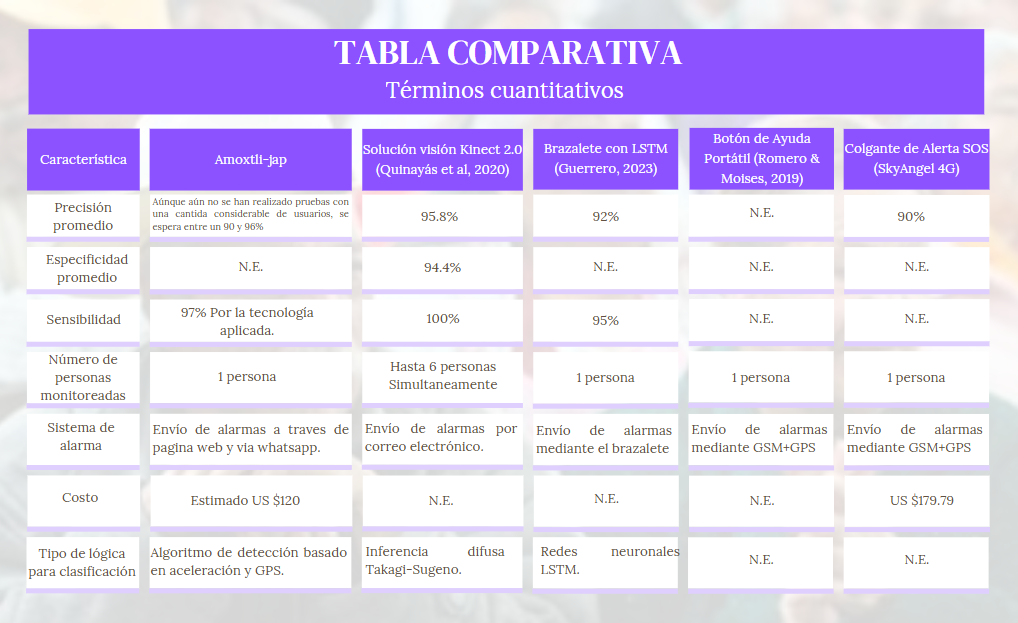 TABLA COMPARATIVA
Términos cuantitativos
Característica
Amoxtli-jap
Solución visión Kinect 2.0
(Quinayás et al, 2020)
Brazalete con LSTM
(Guerrero, 2023)
Botón de Ayuda
Portátil (Romero &
Moises, 2019)
Colgante de Alerta SOS
(SkyAngel 4G)
Precisión
promedio
Aúnque aún no se han realizado pruebas con
una cantida considerable de usuarios, se
espera entre un 90 y 96%
95.8%
92%
N.E.
90%
Especificidad
promedio
N.E.
94.4%
N.E.
N.E.
N.E.
Sensibilidad
97% Por la tecnología
aplicada.
100%
95%
N.E.
N.E.
Número de
personas
monitoreadas
1 persona
Hasta 6 personas
Simultaneamente
1 persona
1 persona
1 persona
Sistema de
alarma
Envío de alarmas a traves de
pagina web y via whatsapp.
Envío de alarmas por
correo electrónico.
Envío de alarmas
mediante el brazalete
Envío de alarmas
mediante GSM+GPS
Envío de alarmas
mediante GSM+GPS
Costo
Estimado US $120
N.E.
N.E.
N.E.
US $179.79
Tipo de lógica
para clasificación
Algoritmo de detección basado
en aceleración y GPS.
Inferencia difusa
Takagi-Sugeno.
Redes neuronales
LSTM.
N.E.
N.E.